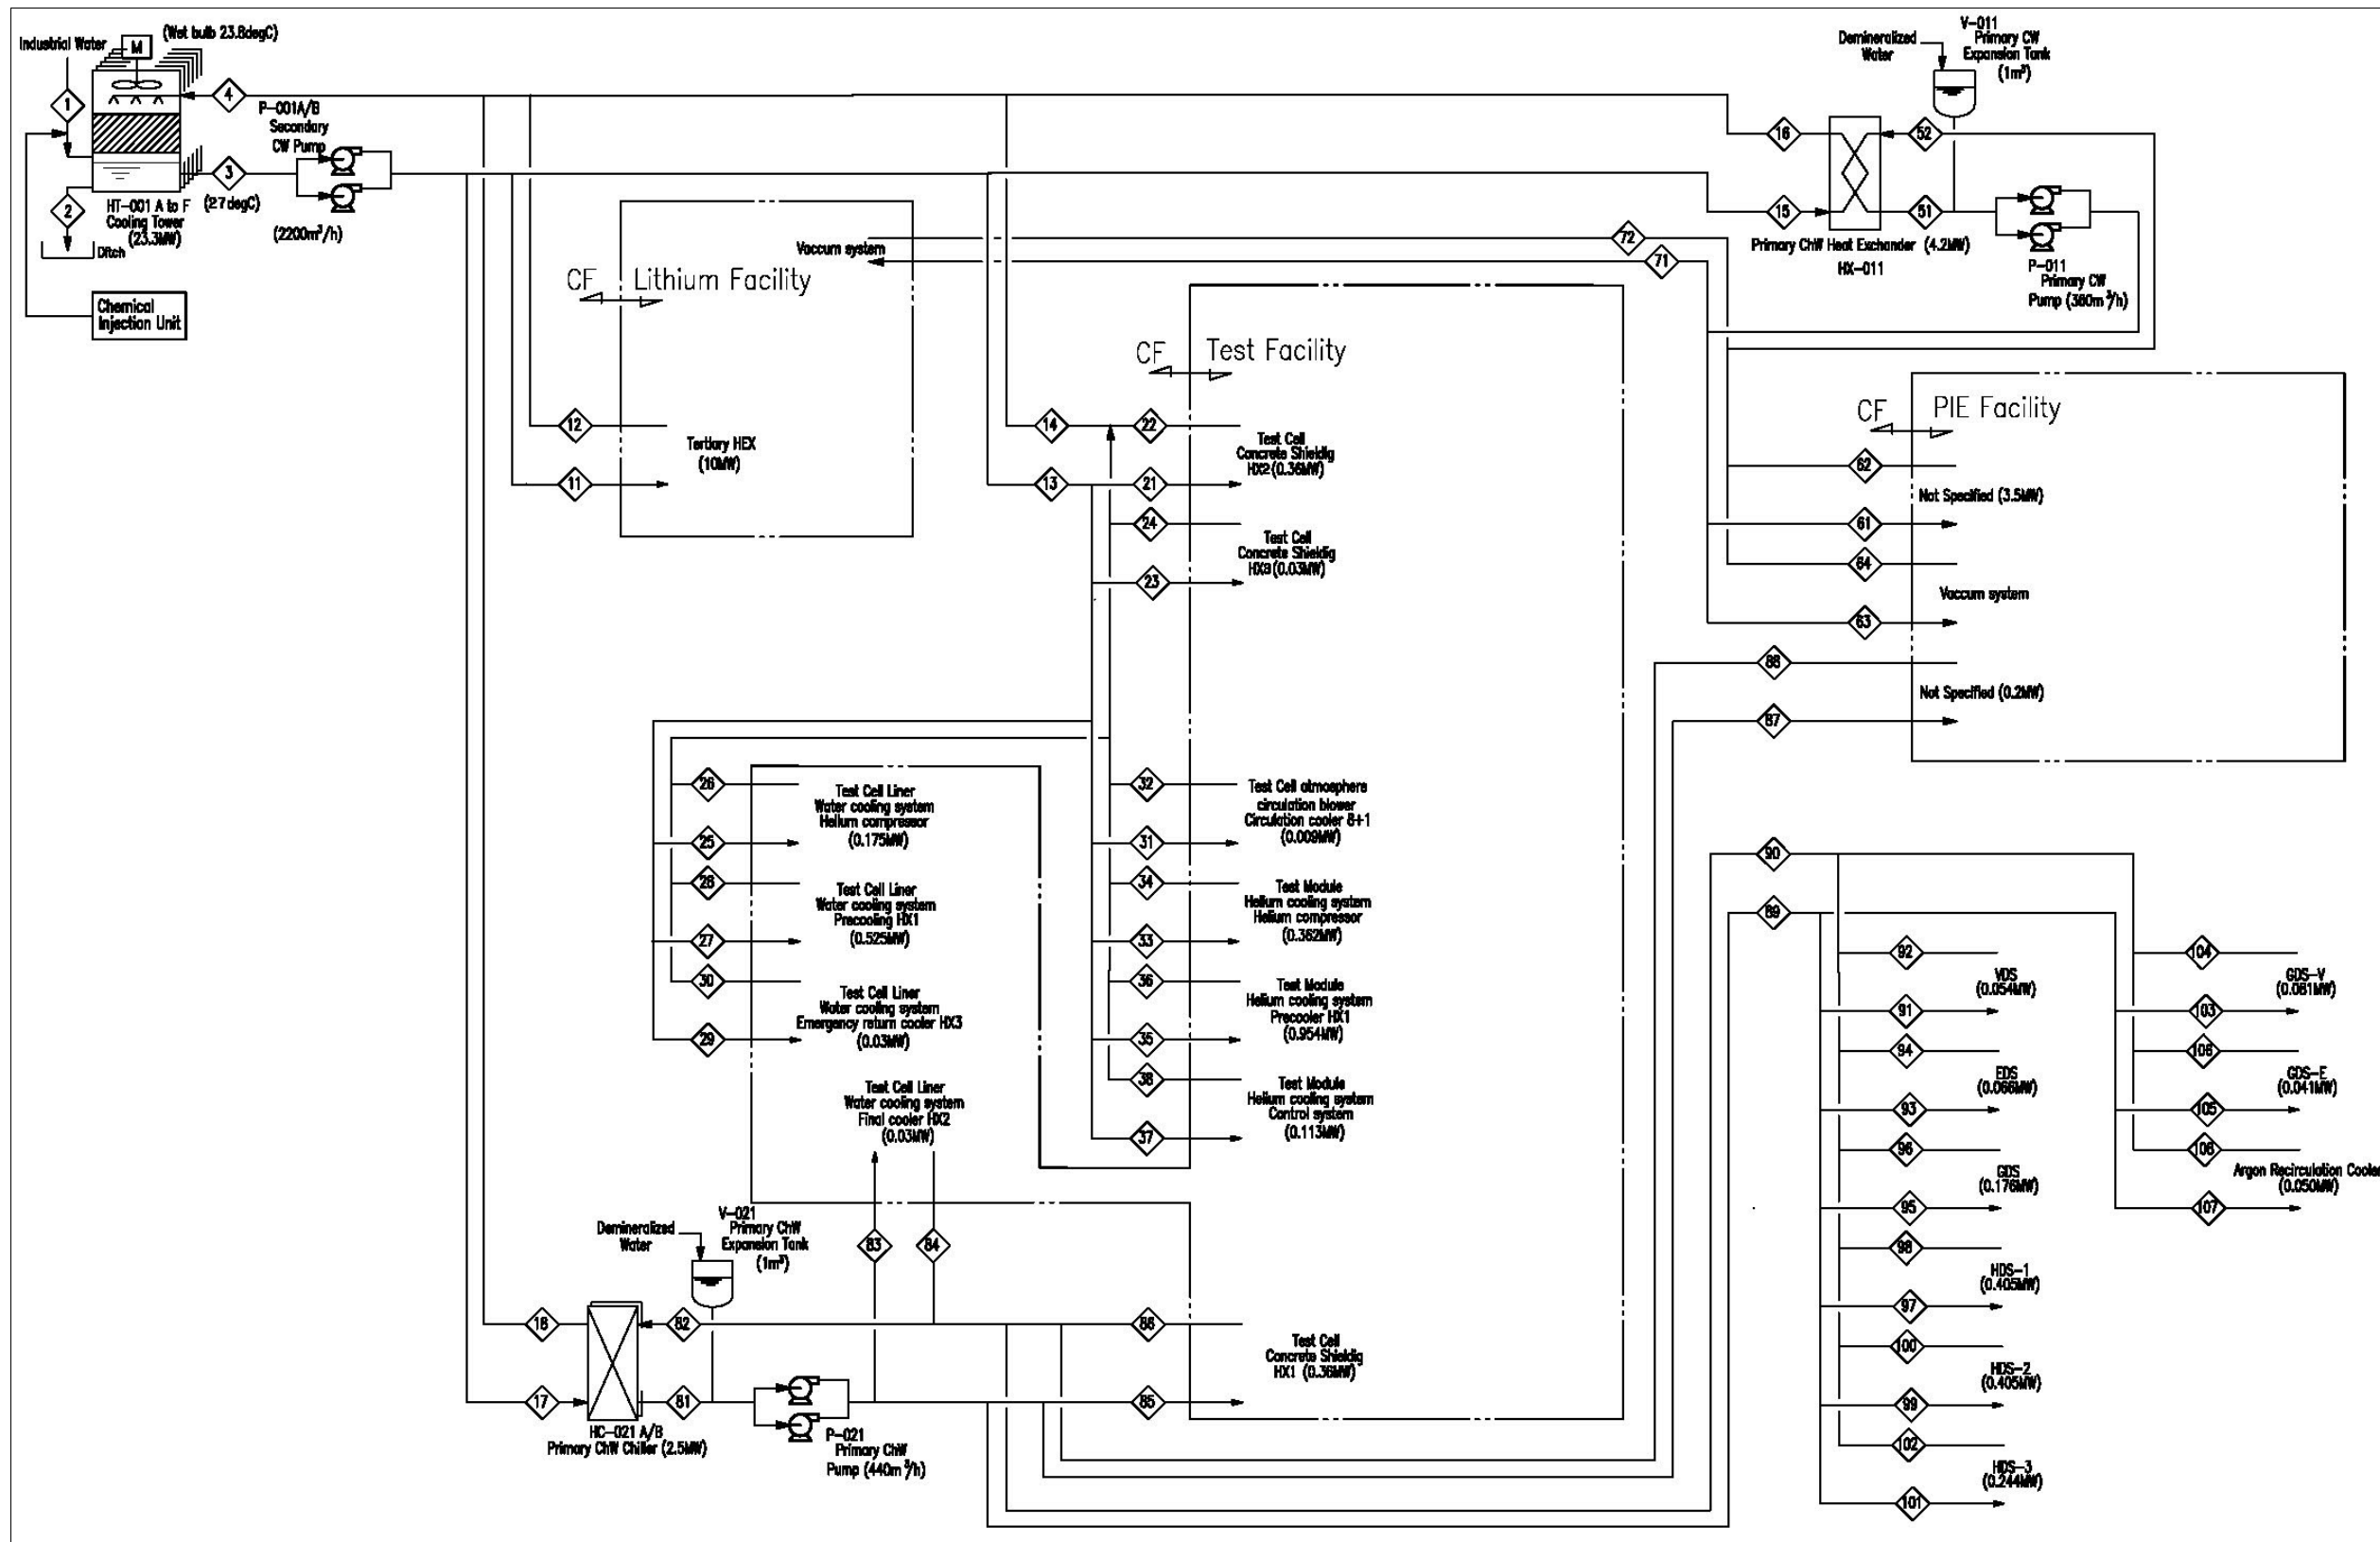 Industrial Water
M
(Wet bulb 23.8degC)
1
4
P-001A/B
Secondary
CW Pump
3
2
HT-001 A to F
Cooling Tower
(23.3MW)
(27degC)
(2200m³/h)
Ditch
Chemical
Injection Unit
CF
Lithium Facility
Vaccum system
12
Tertiary HEX
(10MW)
11
V-011
Primary CW
Expansion Tank
(1m³)
Demineralized
Water
16
52
15
51
Primary ChW Heat Exchander (4.2MW)
HX-011
P-011
Primary CW
Pump (360m³/h)
72
71
CF
Test Facility
14
22
Test Cell
Concrete Shieldig
HX2(0.36MW)
13
21
24
Test Cell
Concrete Shieldig
HX3(0.03MW)
23
CF
PIE Facility
62
Not Specified (3.5MW)
61
64
Vaccum system
63
88
Not Specified (0.2MW)
87
26
Test Cell Liner
Water cooling system
Helium compressor
(0.175MW)
25
28
Test Cell Liner
Water cooling system
Precooling HX1
(0.525MW)
27
30
Test Cell Liner
Water cooling system
Emergency return cooler HX3
(0.03MW)
29
Test Cell Liner
Water cooling system
Final cooler HX2
(0.03MW)
83
84
32
Test Cell atmosphere
circulation blower
Circulation cooler 8+1
(0.009MW)
31
34
Test Module
Helium cooling system
Helium compressor
(0.362MW)
33
36
Test Module
Helium cooling system
Precooler HX1
(0.954MW)
35
38
Test Module
Helium cooling system
Control system
(0.113MW)
37
V-021
Primary ChW
Expansion Tank
(1m³)
Demineralized
Water
18
82
17
81
HC-021 A/B
Primary ChW Chiller (2.5MW)
P-021
Primary ChW
Pump (440m³/h)
86
Test Cell
Concrete Shieldig
HX1 (0.36MW)
85
90
89
92
VDS
(0.054MW)
91
94
EDS
(0.066MW)
93
96
GDS
(0.176MW)
95
98
HDS-1
(0.405MW)
97
100
HDS-2
(0.405MW)
99
102
HDS-3
(0.244MW)
101
104
GDS-V
(0.081MW)
103
106
GDS-E
(0.041MW)
105
108
Argon Recirculation Cooler
(0.050MW)
107